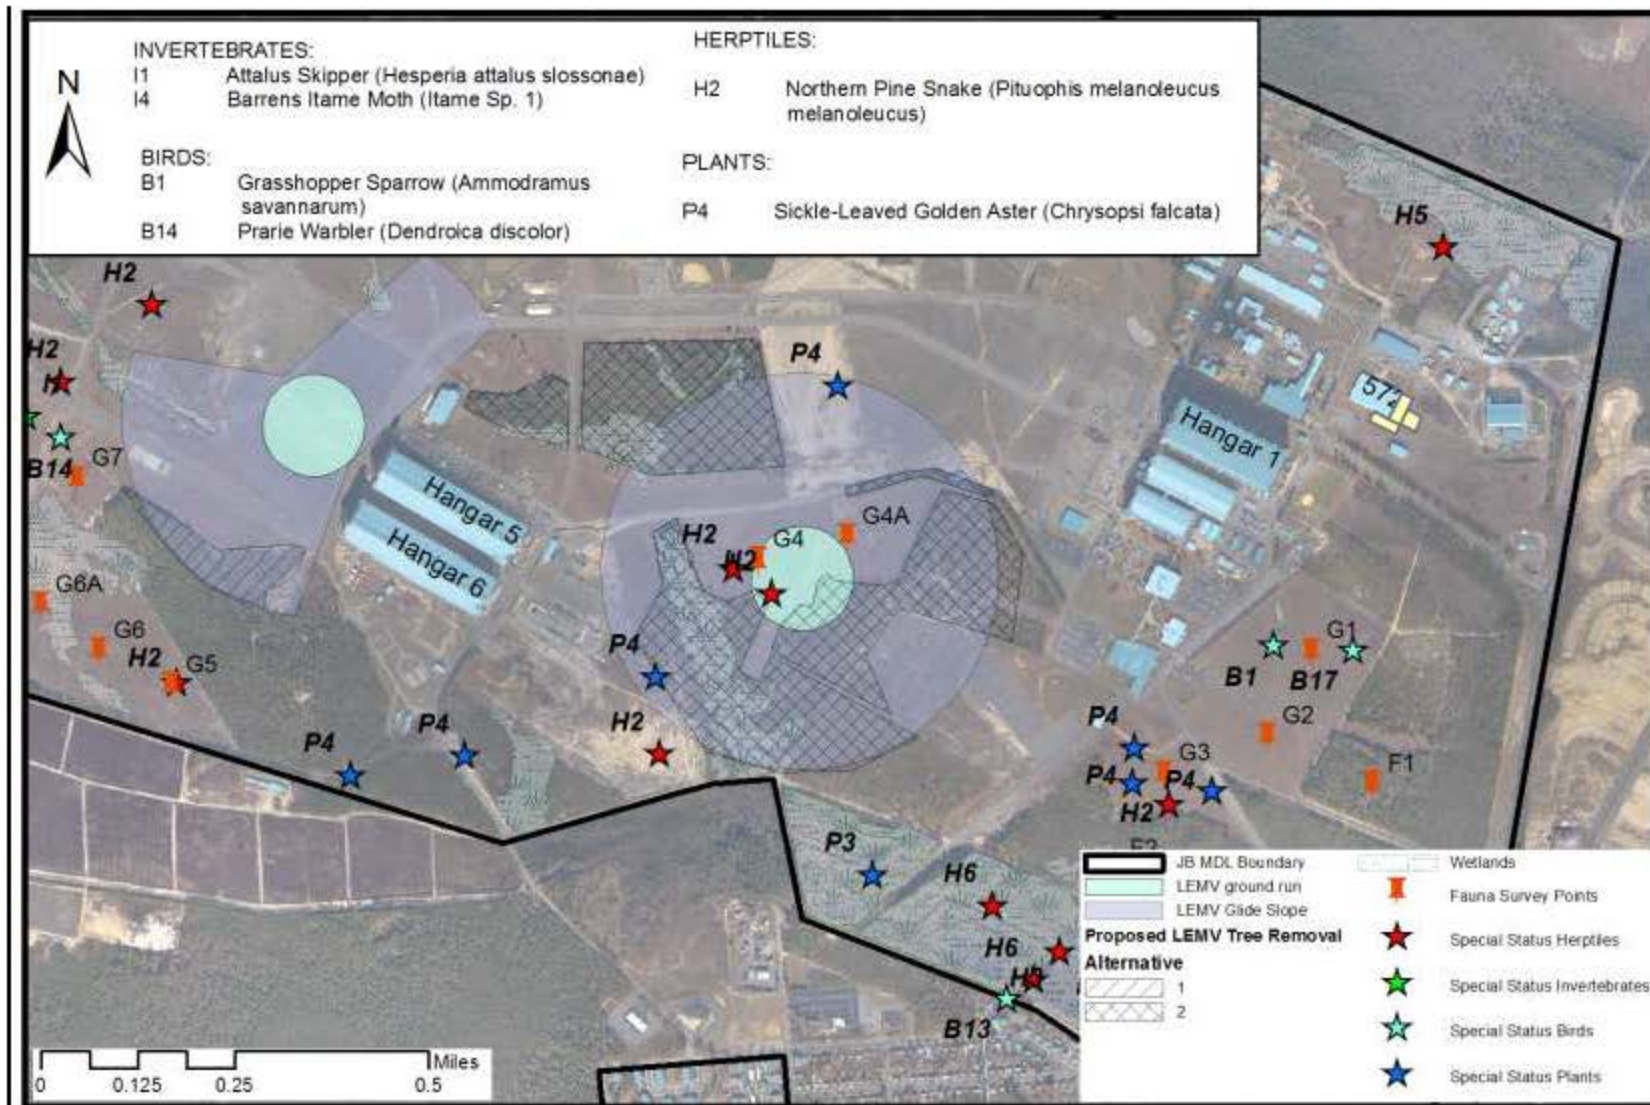 INVERTEBRATES:
I1 Attalus Skipper (Hesperia attalus slossonae)
I4 Barrens Itame Moth (Itame Sp. 1)
BIRDS:
B1 Grasshopper Sparrow (Ammodramus
savannarum)
B14 Prarie Warbler (Dendroica discolor)
HERPTILES:
H2 Northern Pine Snake (Pituophis melanoleucus
melanoleucus)
PLANTS:
P4 Sickle-Leaved Golden Aster (Chrysopsi falcata)
N
H5
H2
H2
P4
572
Hangar 1
B14
G7
Hangar 5
Hangar 6
G4A
H2
G4
H2
G6A
G6
H2
G5
P4
G1
B1
B17
H2
P4
P4
P4
G2
G3
P4
P4
F1
H2
P3
H6
H6
B13
JB MDL Boundary
LEMV ground run
LEMV Glide Slope
Proposed LEMV Tree Removal
Alternative
1
2
Wetlands
Fauna Survey Points
Special Status Herptiles
Special Status Invertebrates
Special Status Birds
Special Status Plants
Miles
0 0.125 0.25 0.5